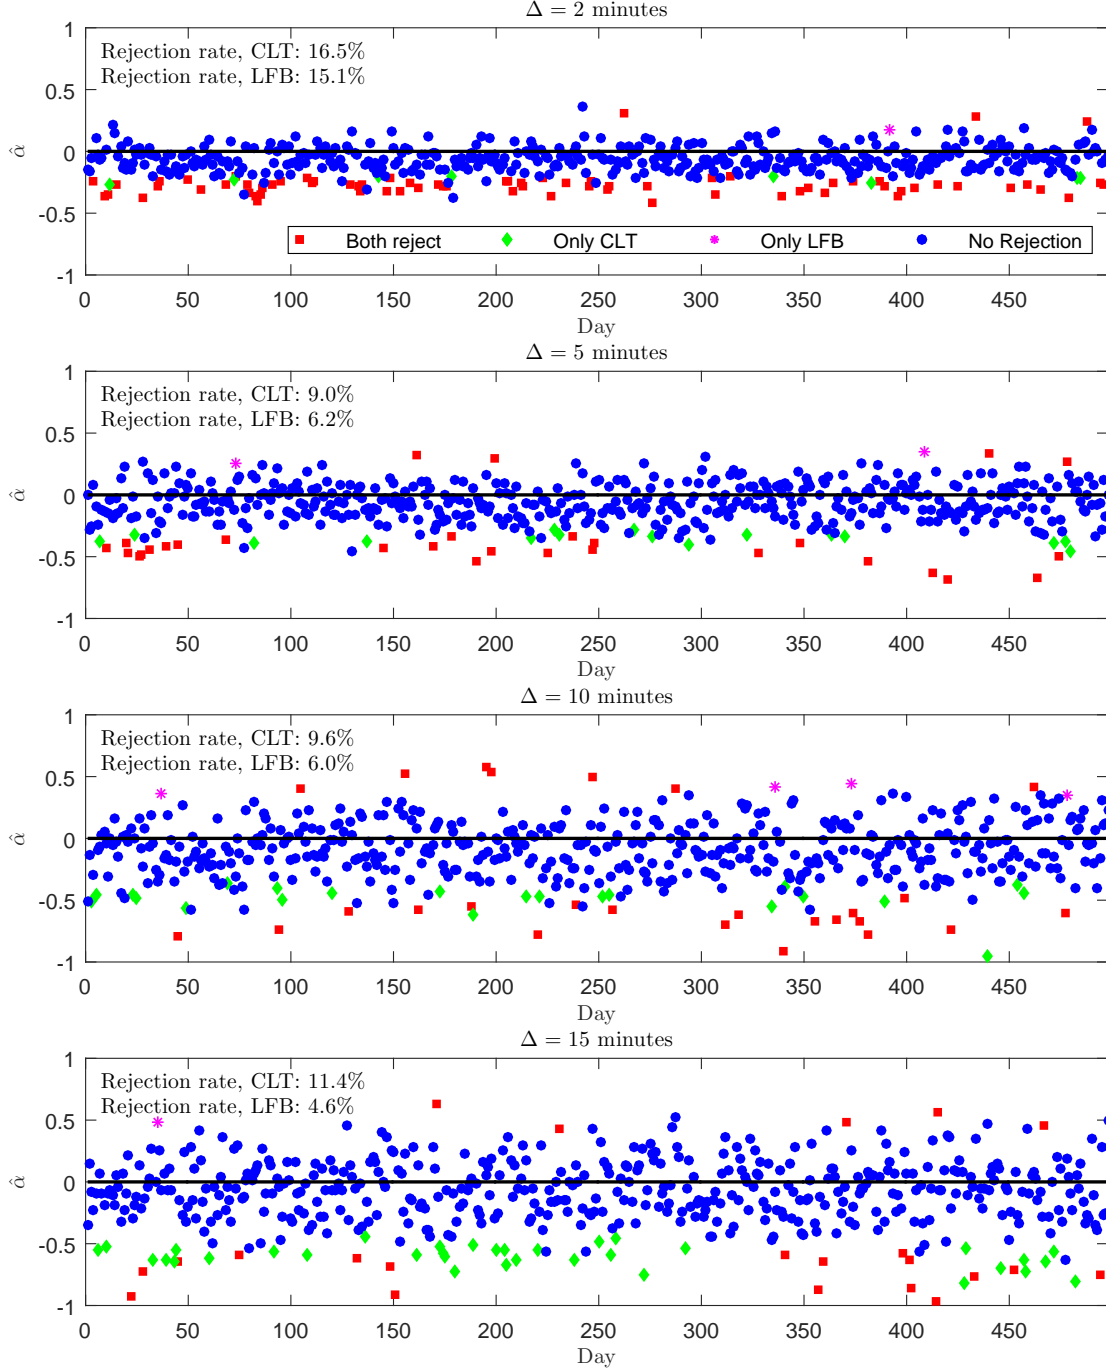 Δ = 2 minutes
1
Rejection rate, CLT: 16.5%
Rejection rate, LFB: 15.1%
0.5
0
α̂
-0.5
Both reject Only CLT Only LFB No Rejection
-1
0 50 100 150 200 250 300 350 400 450
Day
Δ = 5 minutes
1
Rejection rate, CLT: 9.0%
Rejection rate, LFB: 6.2%
0.5
0
α̂
-0.5
-1
0 50 100 150 200 250 300 350 400 450
Day
Δ = 10 minutes
1
Rejection rate, CLT: 9.6%
Rejection rate, LFB: 6.0%
0.5
0
α̂
-0.5
-1
0 50 100 150 200 250 300 350 400 450
Day
Δ = 15 minutes
1
Rejection rate, CLT: 11.4%
Rejection rate, LFB: 4.6%
0.5
0
α̂
-0.5
-1
0 50 100 150 200 250 300 350 400 450
Day